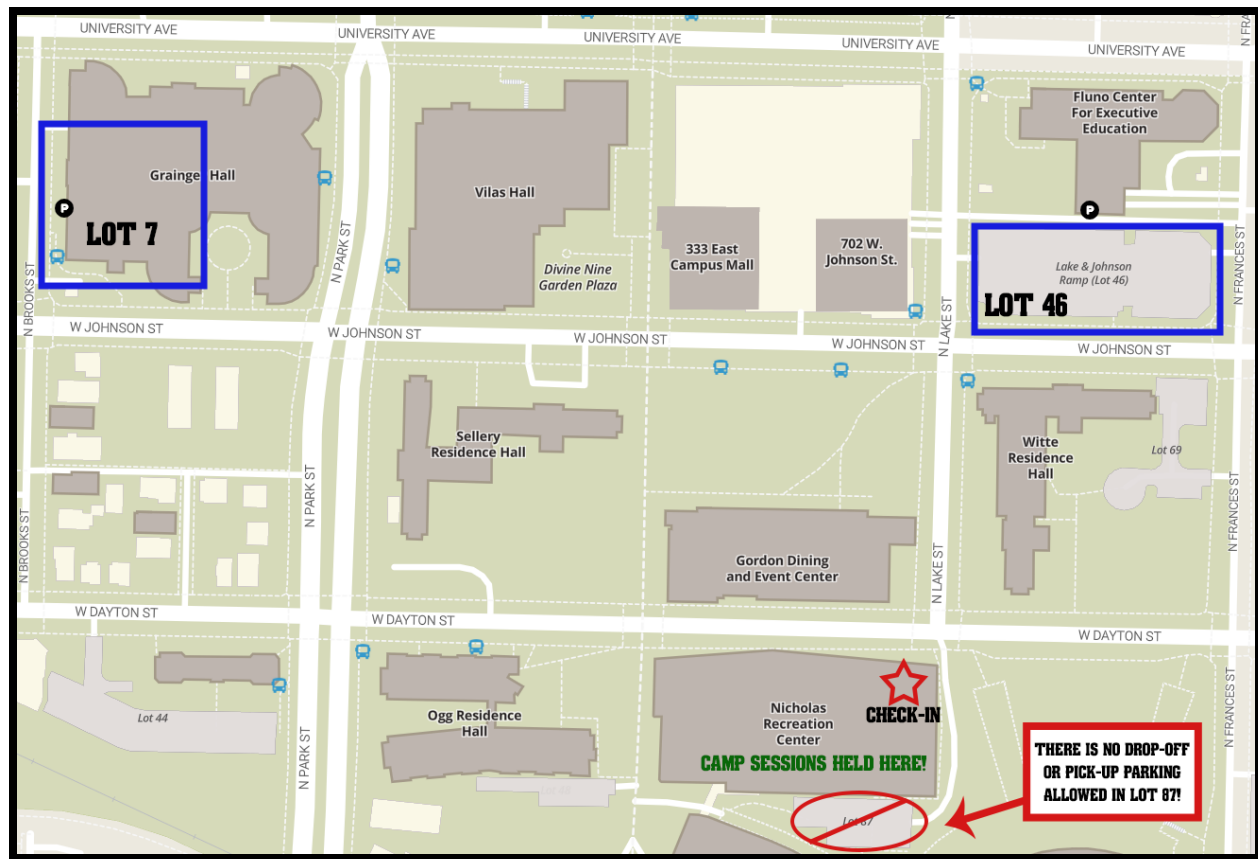 UNIVERSITY AVE
UNIVERSITY AVE
UNIVERSITY AVE
UNIVERSITY AVE
UNIVERSITY AVE
N FRA
Fluno Center
For Executive
Education
Grainger Hall
Vilas Hall
P
P
LOT 7
N PARK ST
333 East
Campus Mall
702 W.
Johnson St.
Divine Nine
Garden Plaza
Lake & Johnson
Ramp (Lot 46)
LOT 46
N FRANCES ST
N BROOKS ST
N LAKE ST
W JOHNSON ST
W JOHNSON ST
W JOHNSON ST
W JOHNSON ST
W JOHNSON ST
Sellery
Residence Hall
Witte
Residence
Hall
Lot 69
N PARK ST
N FRANCES ST
N BROOKS ST
Gordon Dining
and Event Center
N LAKE ST
W DAYTON ST
W DAYTON ST
W DAYTON ST
Lot 44
Ogg Residence
Hall
Nicholas
Recreation
Center
CHECK-IN
CAMP SESSIONS HELD HERE!
N PARK ST
N FRANCES ST
THERE IS NO DROP-OFF
OR PICK-UP PARKING
ALLOWED IN LOT 87!
Lot 87